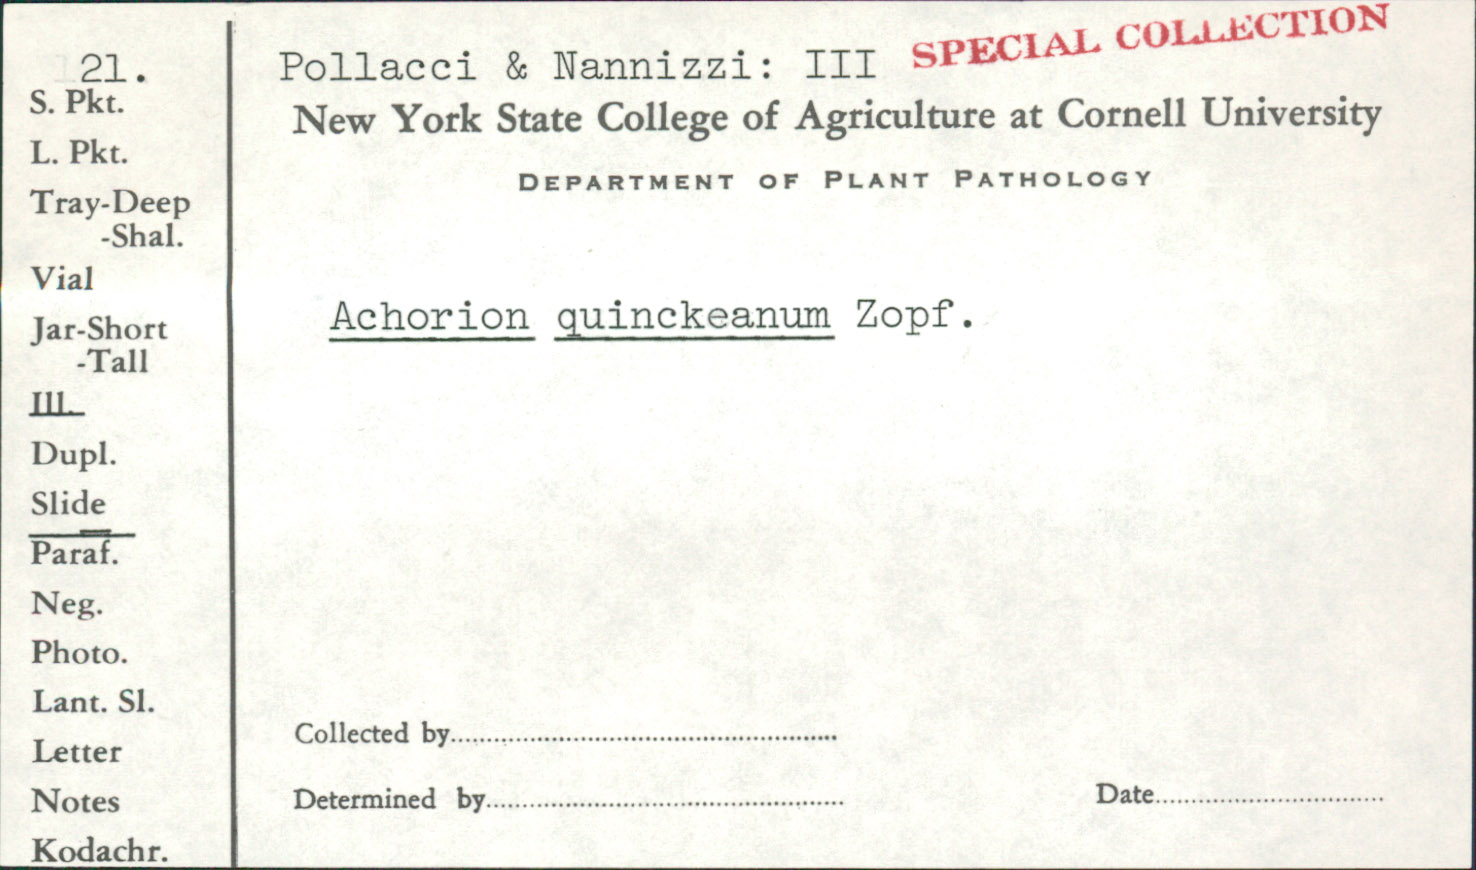 21.
S. Pkt.
L. Pkt.
Tray-Deep
-Shal.
Vial
Jar-Short
-Tall
Ill.
Dupl.
Slide
Paraf.
Neg.
Photo.
Lant. Sl.
Letter
Notes
Kodachr.
Pollacci & Nannizzi: III
SPECIAL COLLECTION
New York State College of Agriculture at Cornell University
DEPARTMENT OF PLANT PATHOLOGY
Achorion quinckeanum Zopf.
Collected by
Determined by
Date